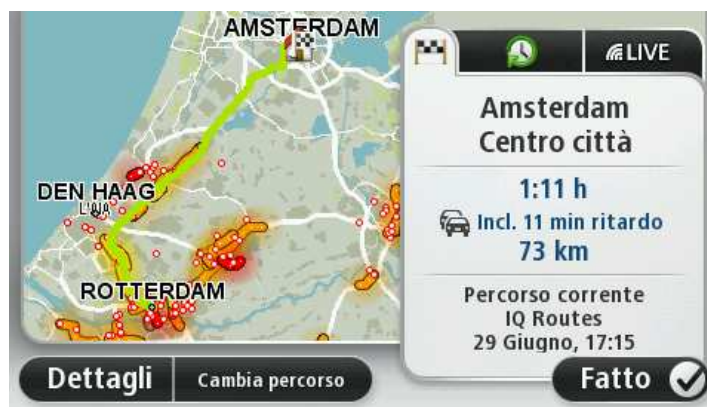 AMSTERDAM
DEN HAAG
L'AIA
ROTTERDAM
LIVE
Amsterdam
Centro città
1:11 h
Incl. 11 min ritardo
73 km
Percorso corrente
IQ Routes
29 Giugno, 17:15
Dettagli
Cambia percorso
Fatto